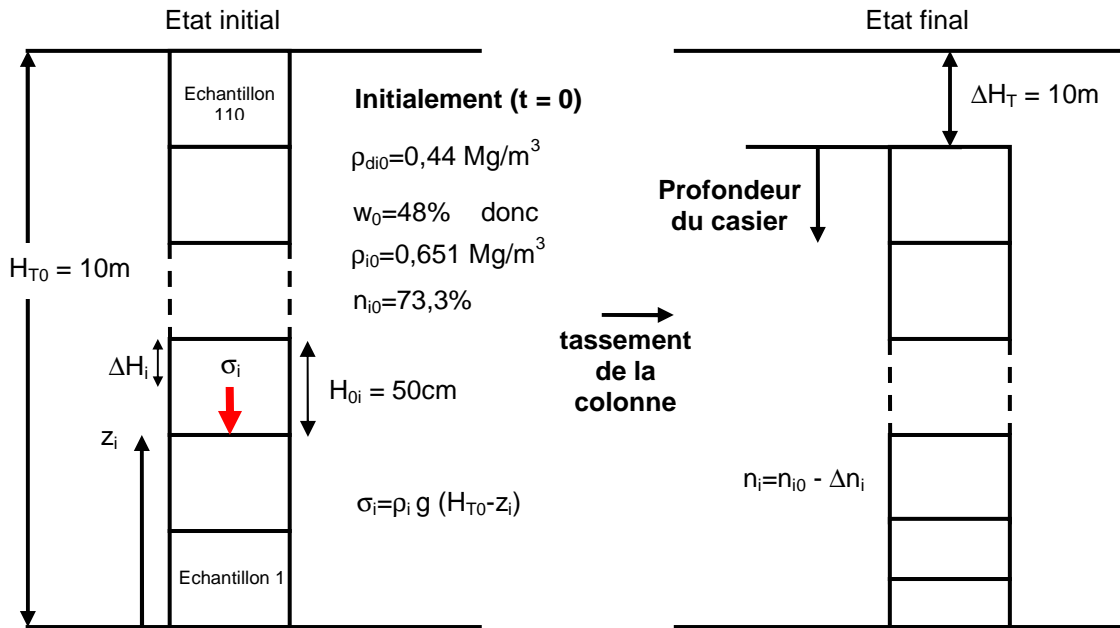 Etat initial
Etat final
Echantillon
110
Initialement (t = 0)
ρdi0=0,44 Mg/m³
w0=48% donc
ρi0=0,651 Mg/m³
ni0=73,3%
HT0 = 10m
ΔHi
σi
H0i = 50cm
zi
σi=ρi g (HT0-zi)
Echantillon 1
tassement
de la
colonne
ΔHT = 10m
Profondeur
du casier
ni=ni0 - Δni